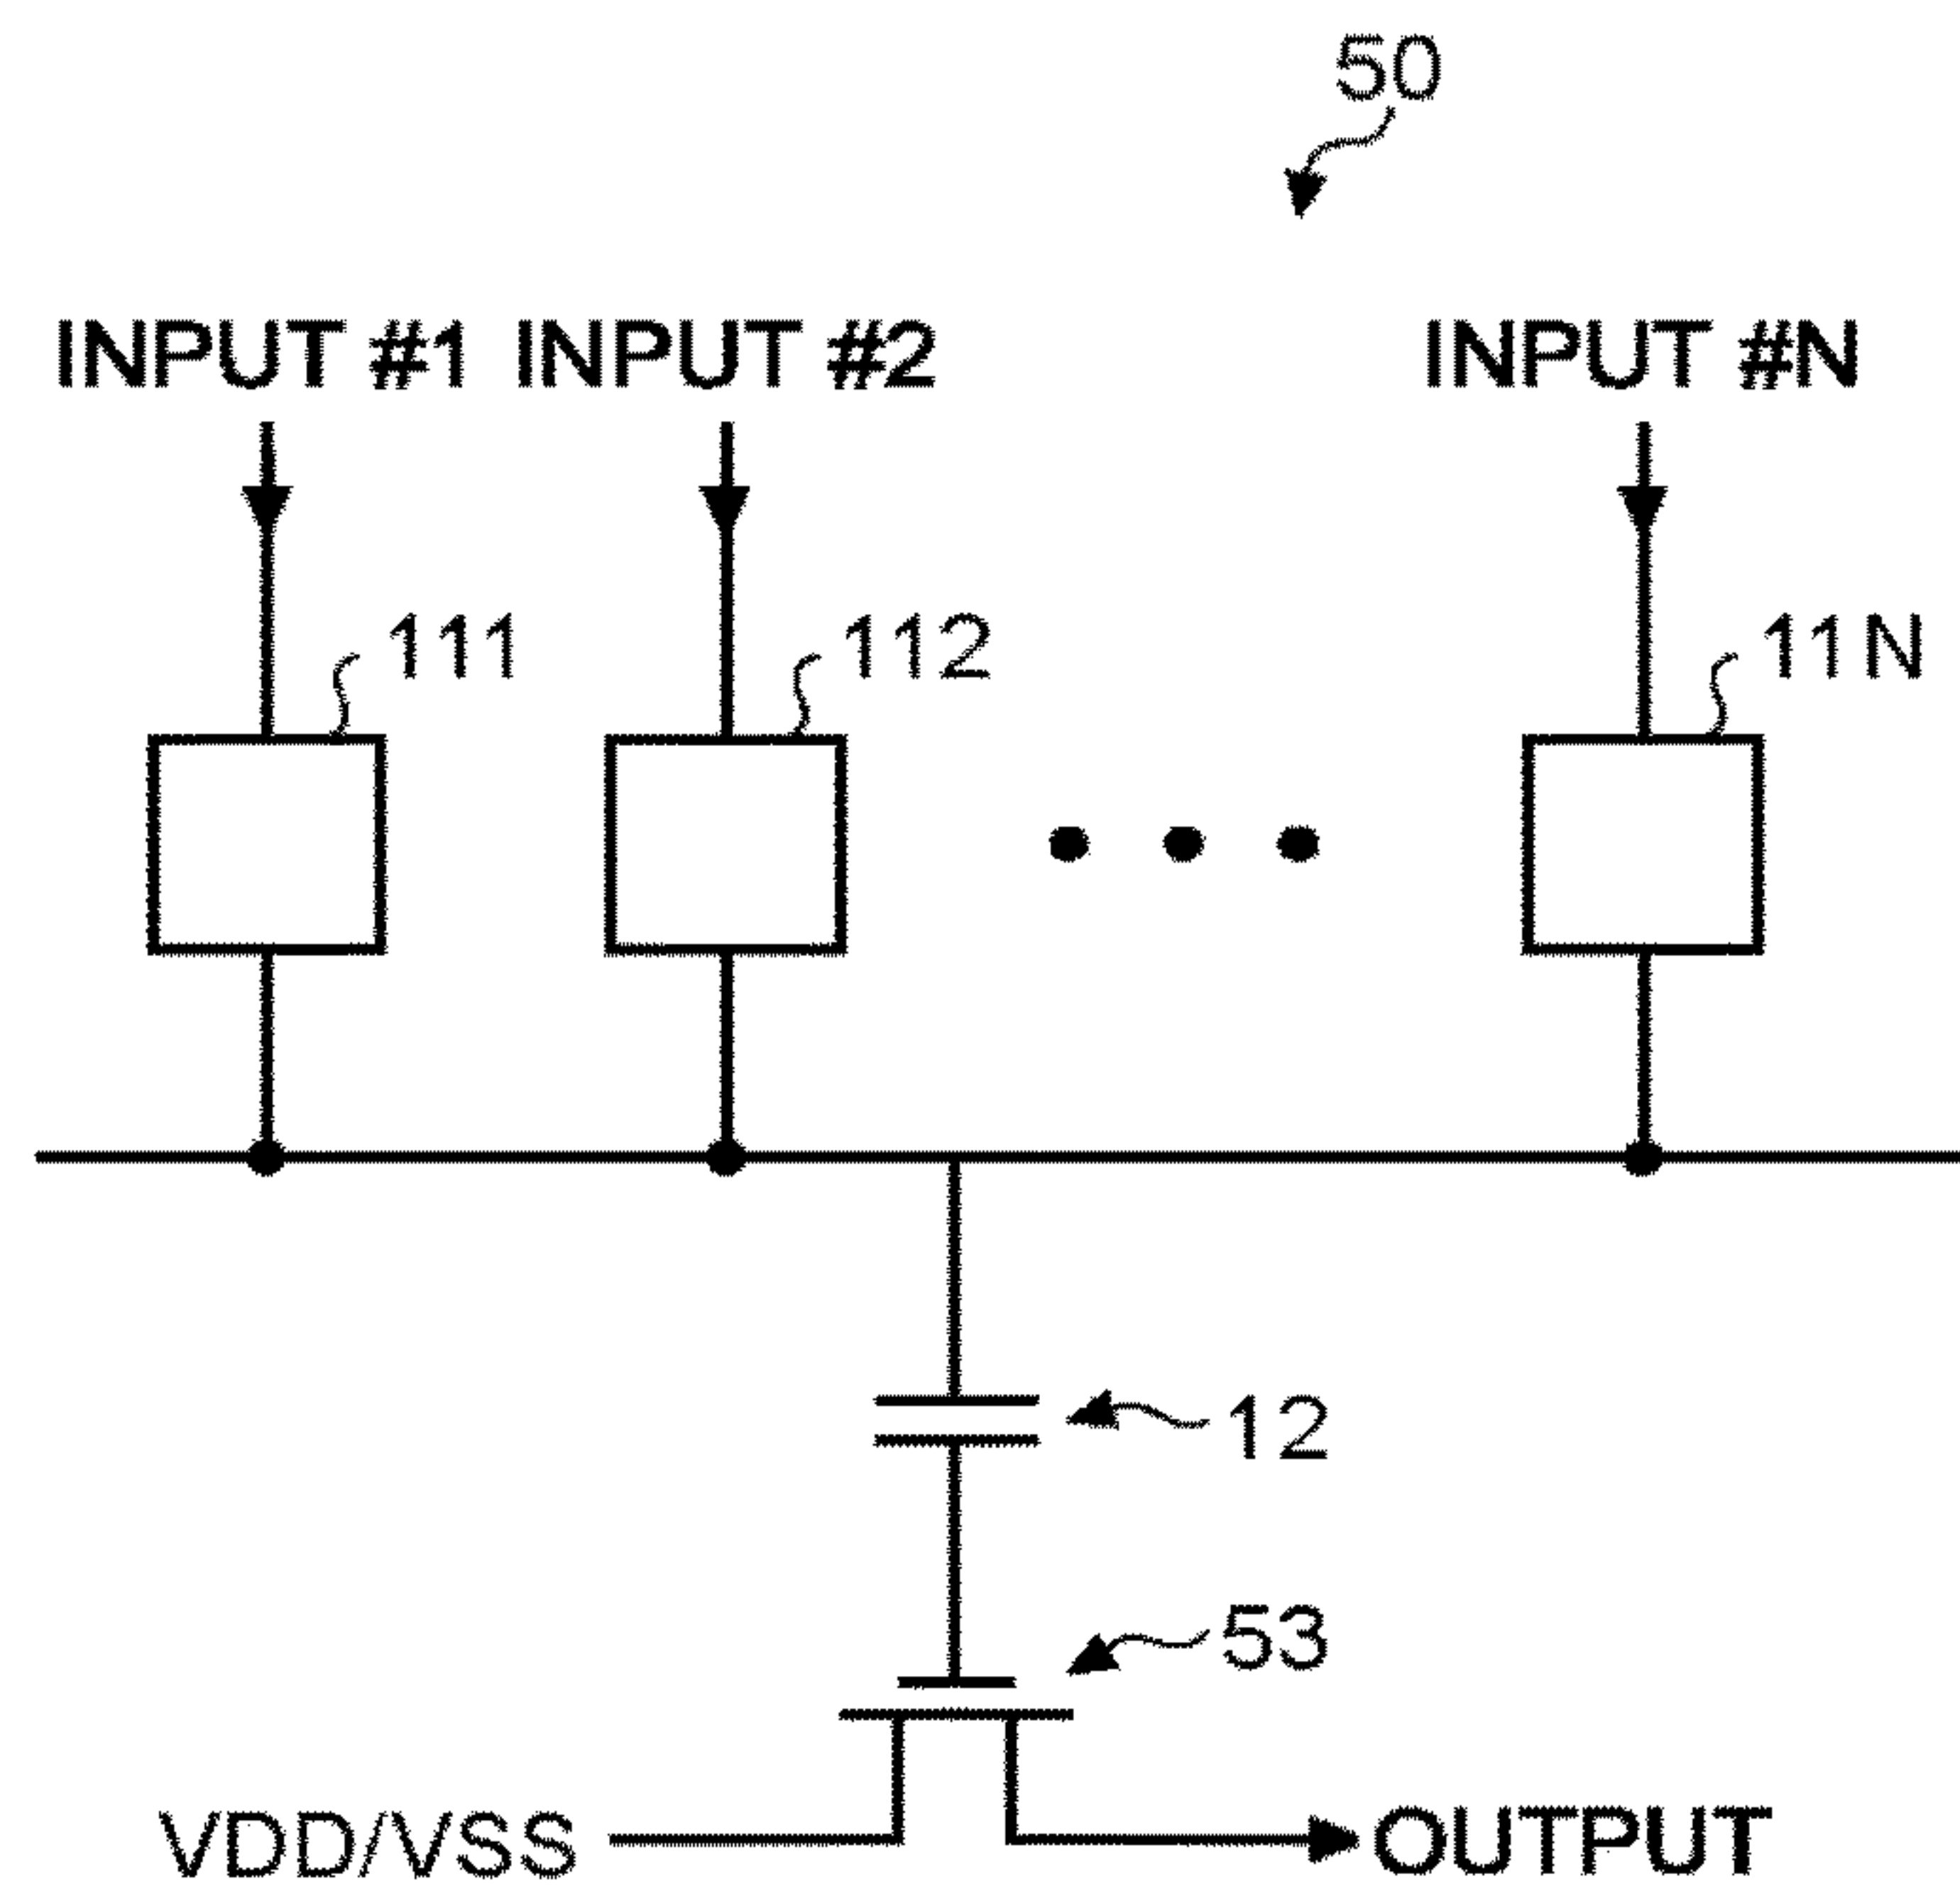 50
INPUT #1 INPUT #2 INPUT #N
111 112 11N
12
53
VDD/VSS OUTPUT